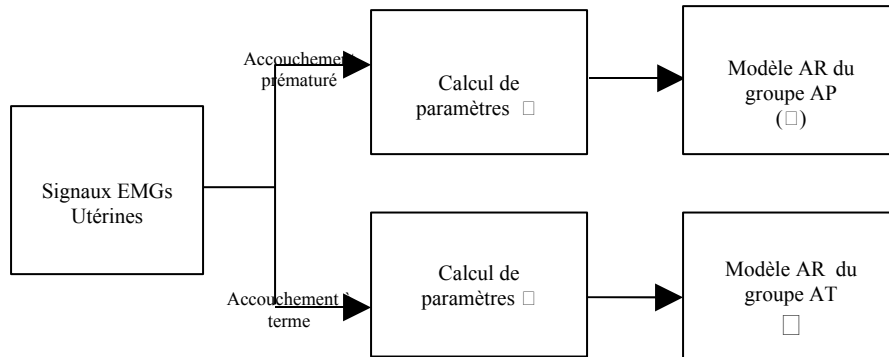 Accouchement
prématuré
Calcul de
paramètres □
Modèle AR du
groupe AP
(□)
Signaux EMGs
Utérines
Accouchement à
terme
Calcul de
paramètres □
Modèle AR du
groupe AT
□